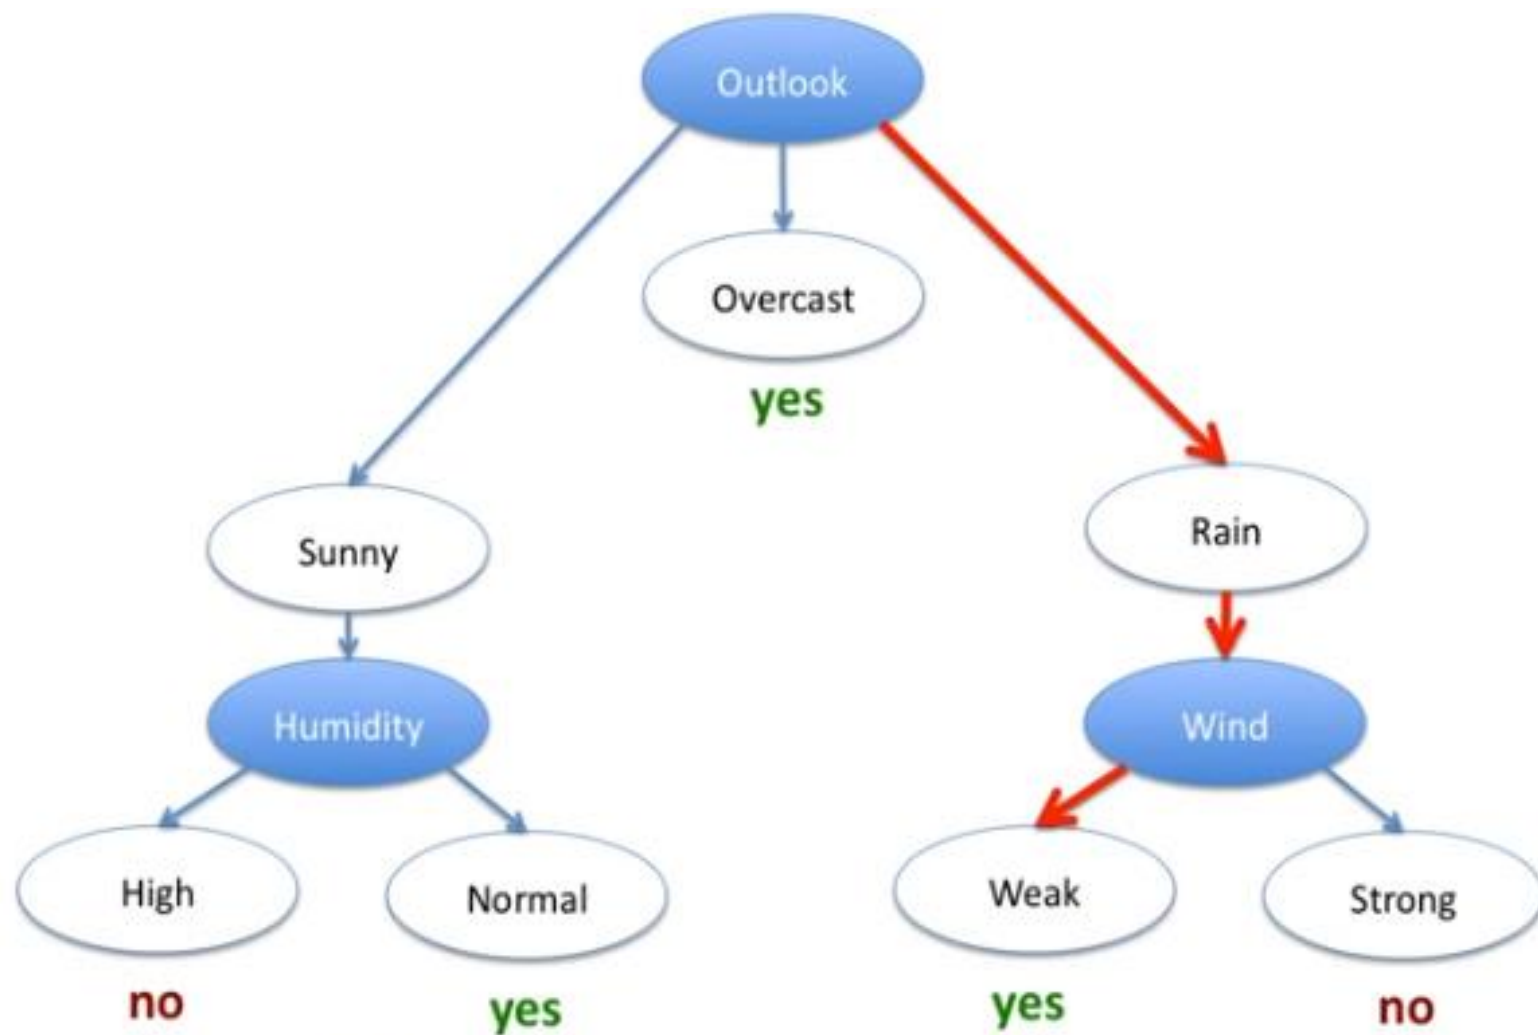 Outlook
Overcast
yes
Sunny
Rain
Humidity
Wind
High
Normal
Weak
Strong
no
yes
yes
no